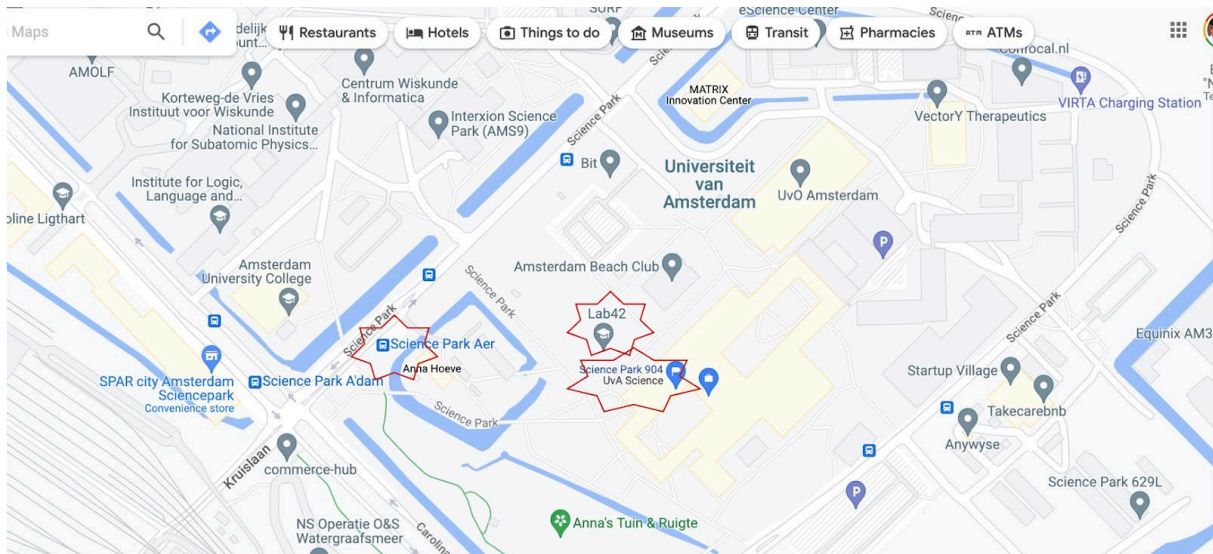 Maps
Restaurants
Hotels
Things to do
Museums
Transit
Pharmacies
ATMs
SURF
eScience Center
AMOLF
Centrum Wiskunde
& Informatica
Korteweg-de Vries
Instituut voor Wiskunde
National Institute
for Subatomic Physics...
Interxion Science
Park (AMS9)
Science Park
MATRIX
Innovation Center
Confocal.nl
VIRTA Charging Station
VectorY Therapeutics
Institute for Logic,
Language and...
oline Ligthart
Bit
Universiteit
van
Amsterdam
UvO Amsterdam
P
Science Park
Amsterdam
University College
Science Park
Amsterdam Beach Club
Lab42
Science Park
Science Park
Science Park Aer
Anna Hoeve
Science Park 904
UvA Science
Equinix AM3
SPAR city Amsterdam
Sciencepark
Convenience store
Science Park A'dam
Science Park
Startup Village
Takecarebnb
Anywyse
Kruislaan
commerce-hub
P
Science Park 629L
NS Operatie O&S
Watergraafsmeer
Carolin
Anna's Tuin & Ruigte